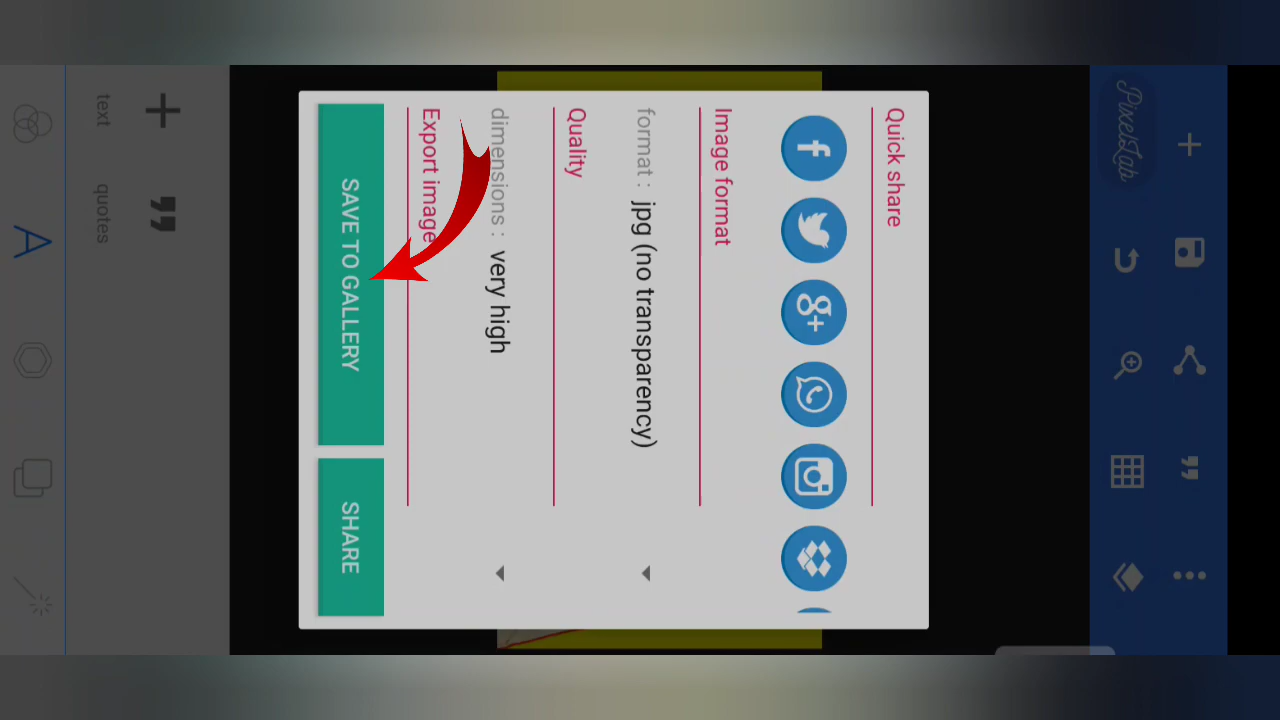 PixelLab
Quick share
Image format
format : jpg (no transparency)
Quality
dimensions : very high
Export image
SAVE TO GALLERY
SHARE
text
quotes